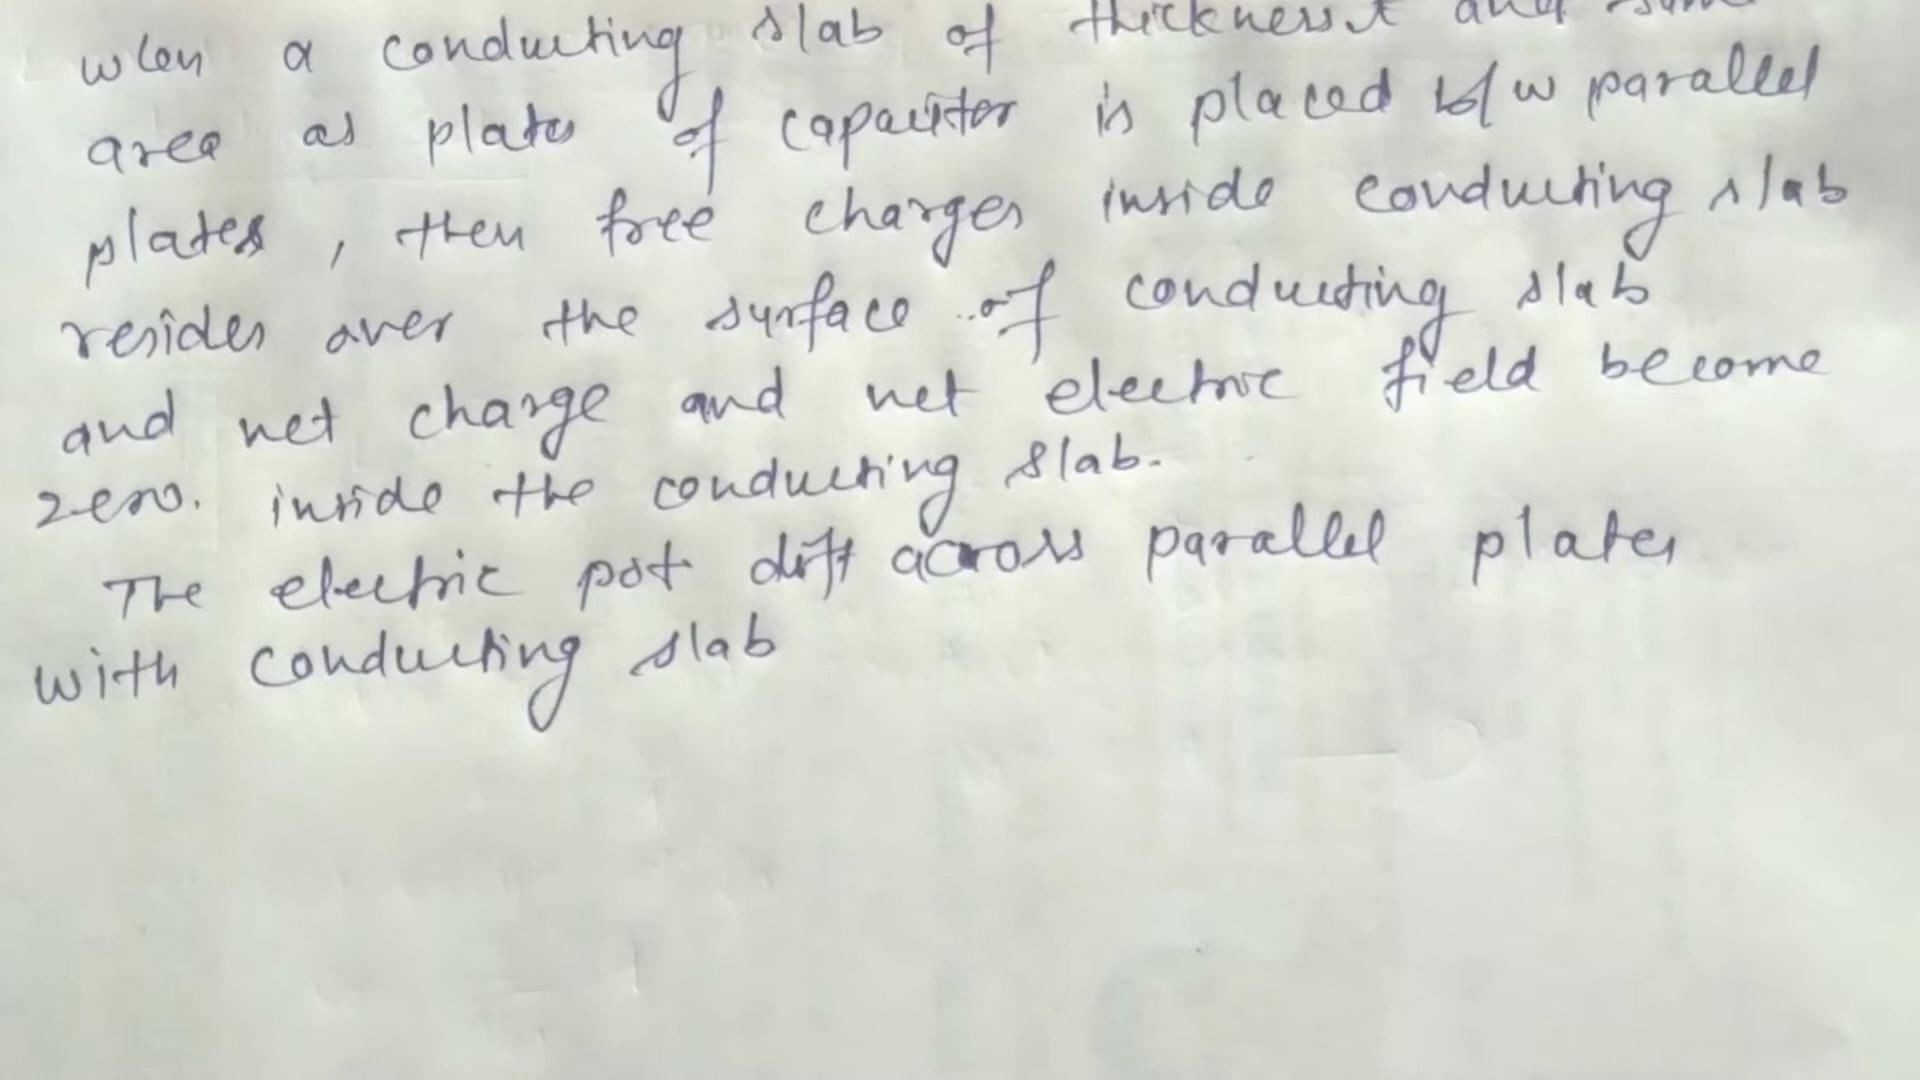 when a conducting slab of thickness t and same
area as plates of capacitor is placed b/w parallel
plates, then free charges inside conducting slab
resides over the surface of conducting slab
and net charge and net electric field become
zero. inside the conducting slab.
The electric pot diff across parallel plates
with conducting slab